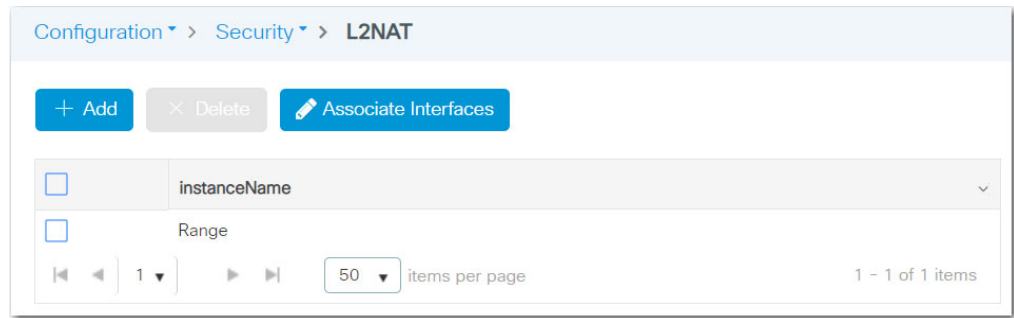 Configuration > Security > L2NAT
+ Add × Delete Associate Interfaces
instanceName
Range
1 50 items per page 1 - 1 of 1 items